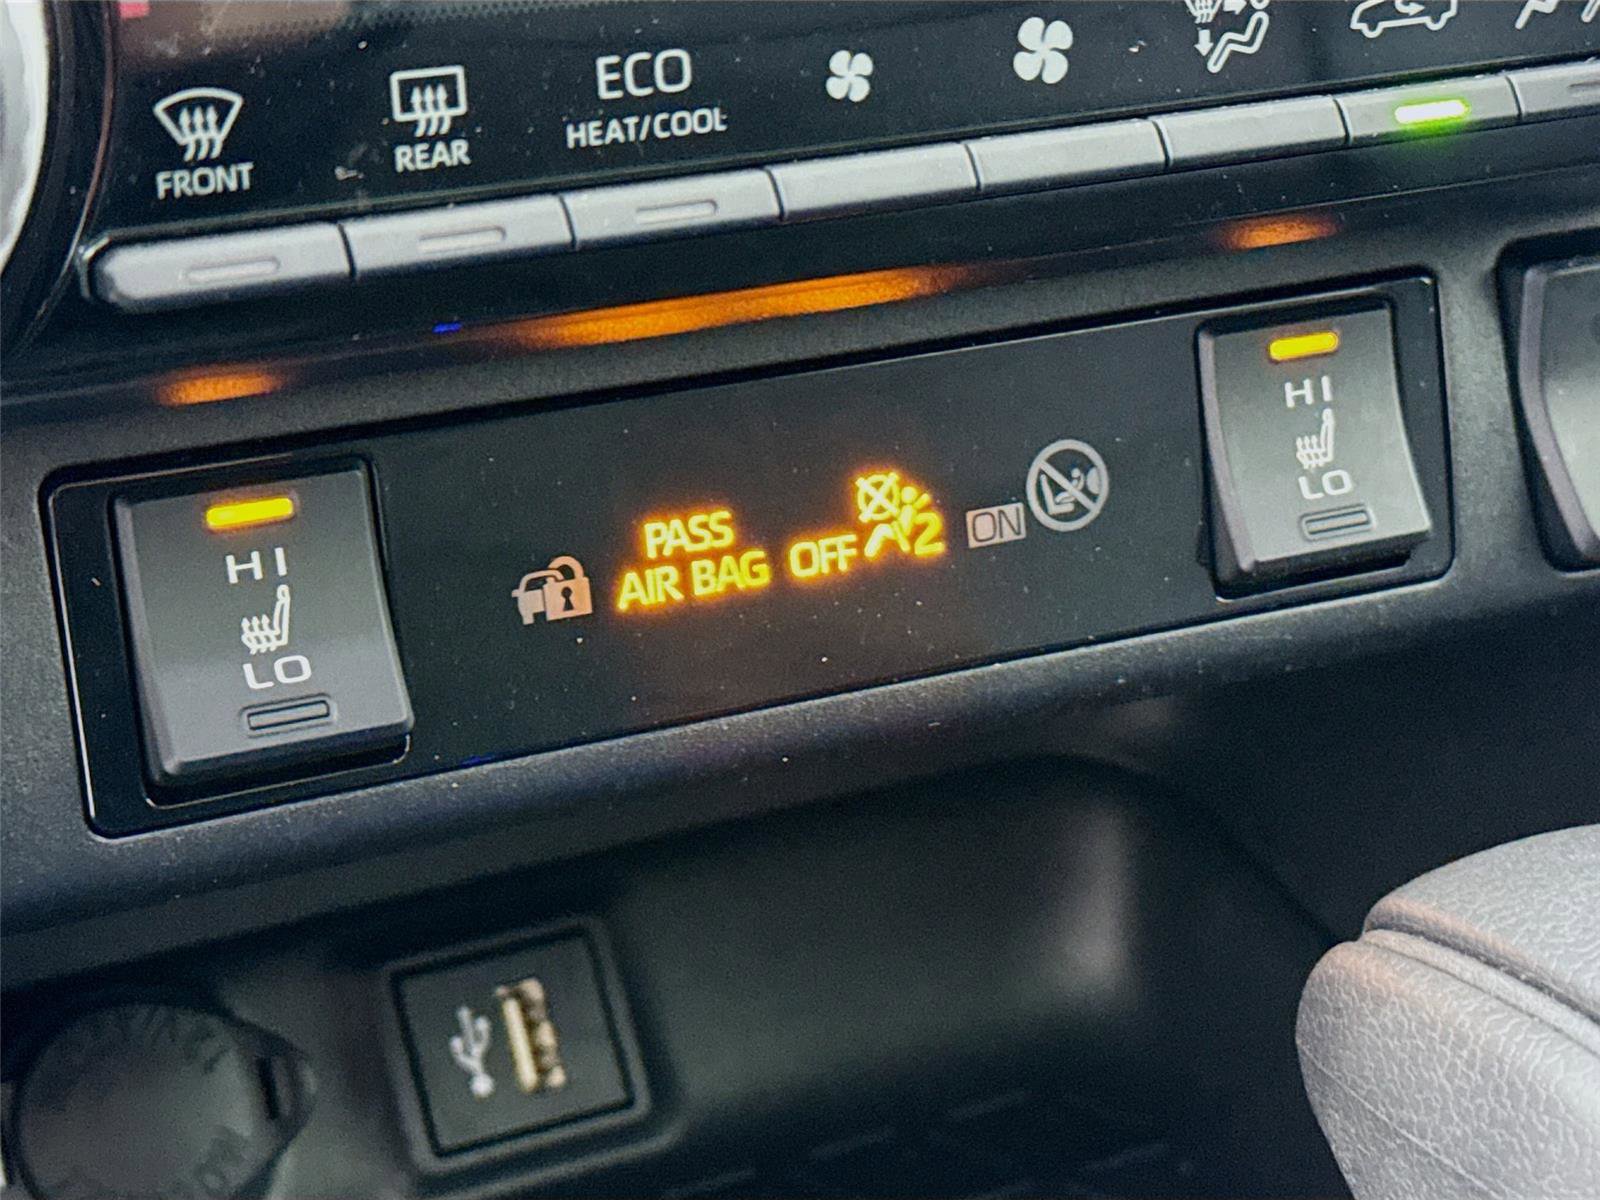 FRONT
REAR
ECO
HEAT/COOL
HI
LO
PASS
AIR BAG OFF 2
ON
HI
LO